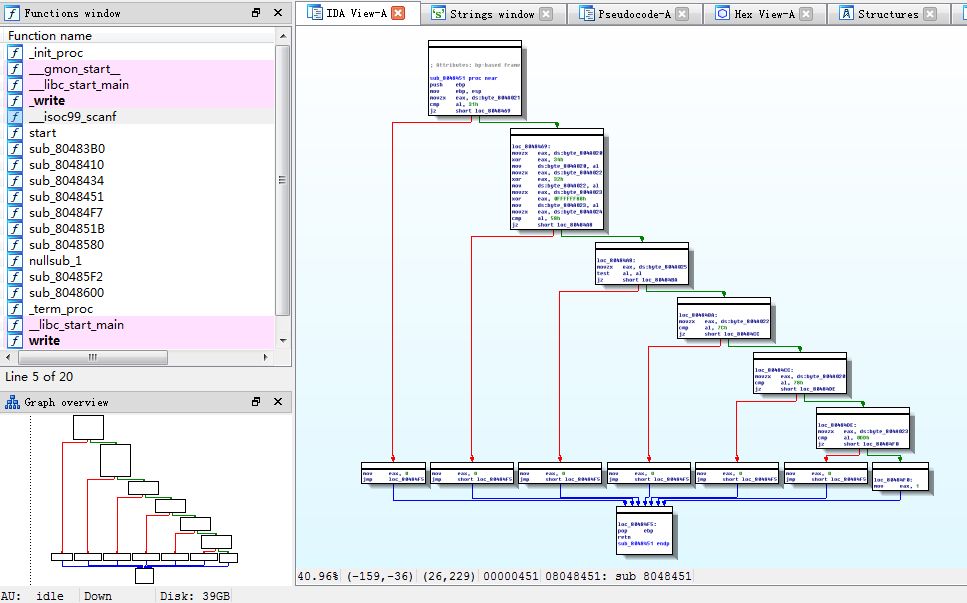 Functions window
Function name
_init_proc
___gmon_start__
___libc_start_main
_write
___isoc99_scanf
start
sub_80483B0
sub_8048410
sub_8048434
sub_8048451
sub_80484F7
sub_804851B
sub_8048580
nullsub_1
sub_80485F2
sub_8048600
_term_proc
__libc_start_main
write
Line 5 of 20
Graph overview
IDA View-A
Strings window
Pseudocode-A
Hex View-A
Structures
; Attributes: bp-based frame
sub_8048451 proc near
push ebp
mov ebp, esp
movzx eax, ds:byte_804A021
cmp al, 31h
jz short loc_8048469
loc_8048469:
movzx eax, ds:byte_804A020
xor eax, 34h
mov ds:byte_804A020, al
movzx eax, ds:byte_804A022
xor eax, 32h
mov ds:byte_804A022, al
movzx eax, ds:byte_804A023
xor eax, 0FFFFFF88h
mov ds:byte_804A023, al
movzx eax, ds:byte_804A024
cmp al, 58h
jz short loc_80484A8
loc_80484A8:
movzx eax, ds:byte_804A025
test al, al
jz short loc_80484BA
loc_80484BA:
movzx eax, ds:byte_804A022
cmp al, 7Ch
jz short loc_80484CC
loc_80484CC:
movzx eax, ds:byte_804A020
cmp al, 78h
jz short loc_80484DE
loc_80484DE:
movzx eax, ds:byte_804A023
cmp al, 0DDh
jz short loc_80484F0
mov eax, 0
jmp loc_80484F5
mov eax, 0
jmp short loc_80484F5
mov eax, 0
jmp short loc_80484F5
mov eax, 0
jmp short loc_80484F5
mov eax, 0
jmp short loc_80484F5
mov eax, 0
jmp short loc_80484F5
loc_80484F0:
mov eax, 1
loc_80484F5:
pop ebp
retn
sub_8048451 endp
40.96% (-159,-36) (26,229) 00000451 08048451: sub 8048451
AU: idle Down Disk: 39GB